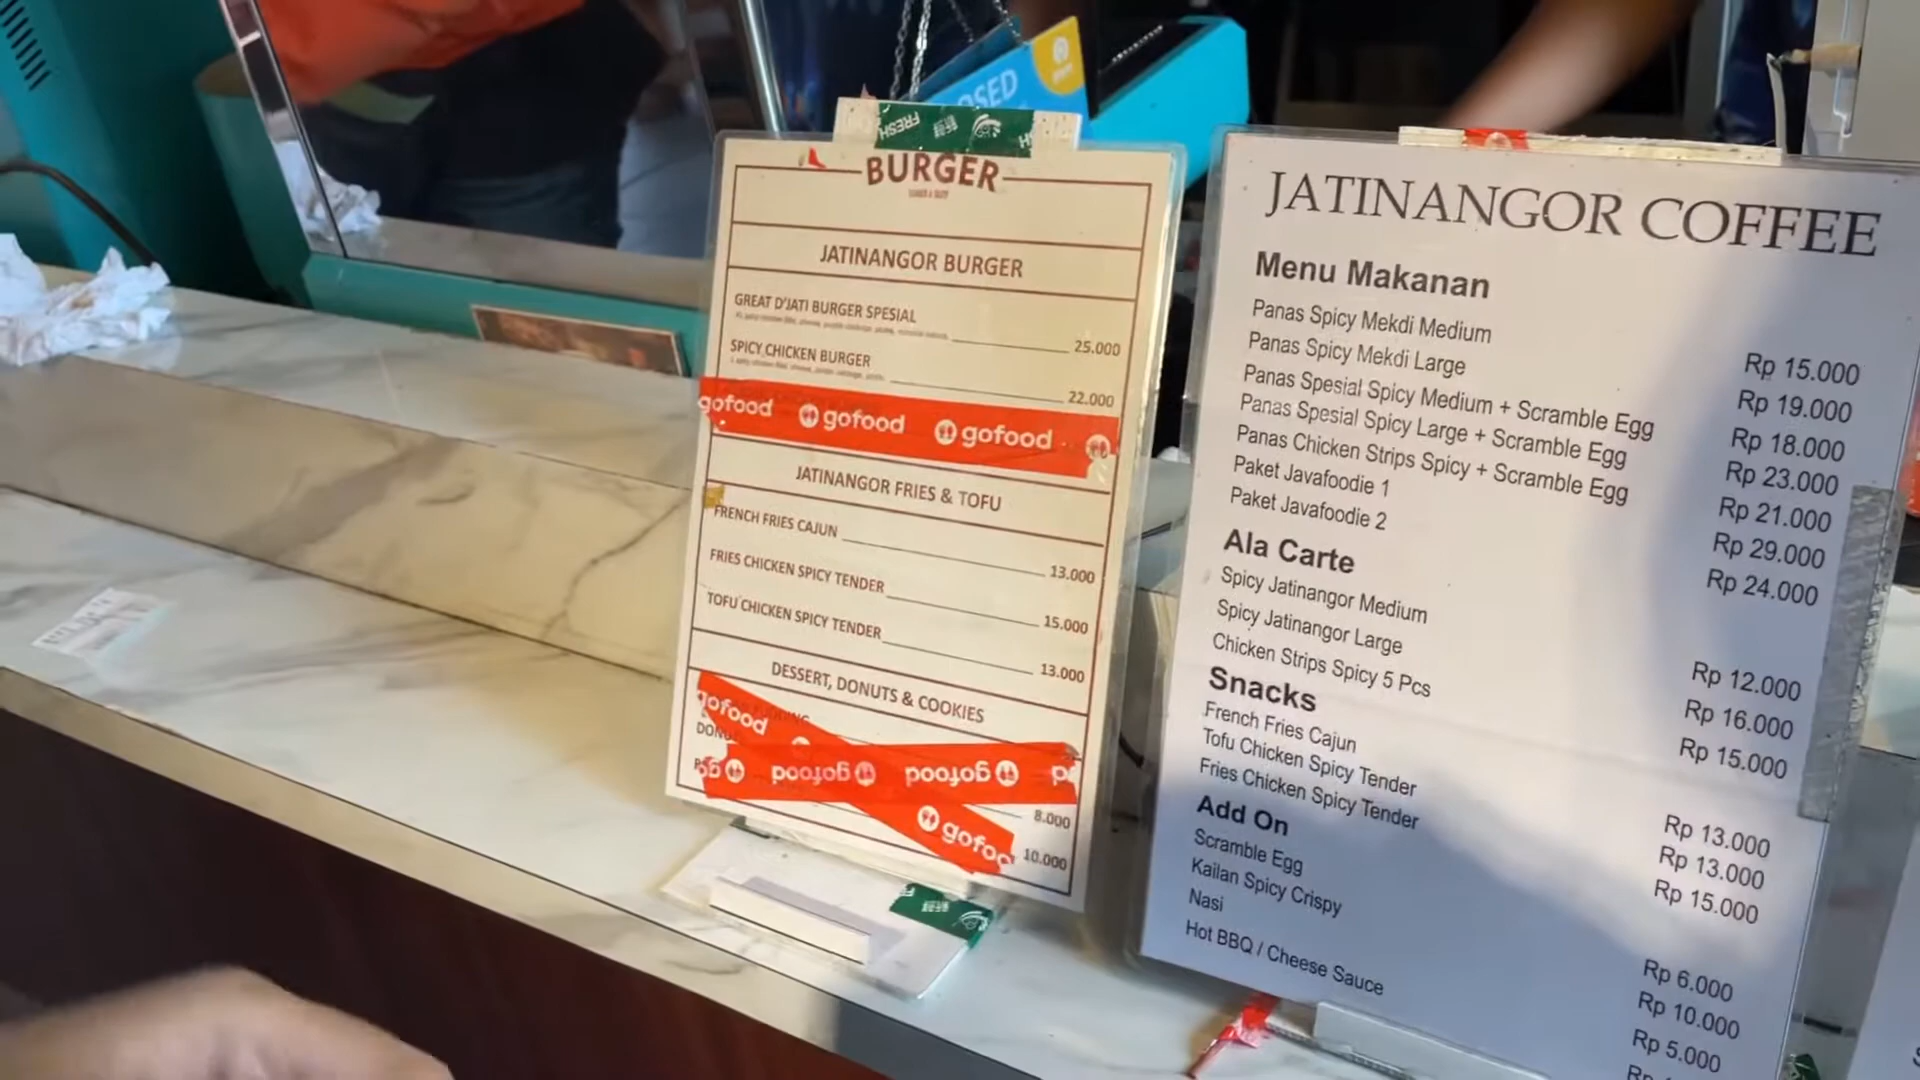 OSED
FRESH
BURGER
JATINANGOR BURGER
GREAT D'JATI BURGER SPESIAL
25.000
SPICY CHICKEN BURGER
22.000
gofood gofood gofood
JATINANGOR FRIES & TOFU
FRENCH FRIES CAJUN 13.000
FRIES CHICKEN SPICY TENDER 15.000
TOFU CHICKEN SPICY TENDER 13.000
DESSERT, DONUTS & COOKIES
gofood
DONU
go gofood gofood
8.000
gofoo
10.000
JATINANGOR COFFEE
Menu Makanan
Panas Spicy Mekdi Medium Rp 15.000
Panas Spicy Mekdi Large Rp 19.000
Panas Spesial Spicy Medium + Scramble Egg Rp 18.000
Panas Spesial Spicy Large + Scramble Egg Rp 23.000
Panas Chicken Strips Spicy + Scramble Egg Rp 21.000
Paket Javafoodie 1 Rp 29.000
Paket Javafoodie 2 Rp 24.000
Ala Carte
Spicy Jatinangor Medium Rp 12.000
Spicy Jatinangor Large Rp 16.000
Chicken Strips Spicy 5 Pcs Rp 15.000
Snacks
French Fries Cajun Rp 13.000
Tofu Chicken Spicy Tender Rp 13.000
Fries Chicken Spicy Tender Rp 15.000
Add On
Scramble Egg Rp 6.000
Kailan Spicy Crispy Rp 10.000
Nasi Rp 5.000
Hot BBQ / Cheese Sauce